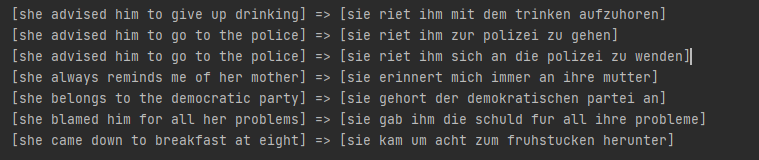 [she advised him to give up drinking] => [sie riet ihm mit dem trinken aufzuhoren]
[she advised him to go to the police] => [sie riet ihm zur polizei zu gehen]
[she advised him to go to the police] => [sie riet ihm sich an die polizei zu wenden]
[she always reminds me of her mother] => [sie erinnert mich immer an ihre mutter]
[she belongs to the democratic party] => [sie gehort der demokratischen partei an]
[she blamed him for all her problems] => [sie gab ihm die schuld fur all ihre probleme]
[she came down to breakfast at eight] => [sie kam um acht zum fruhstucken herunter]